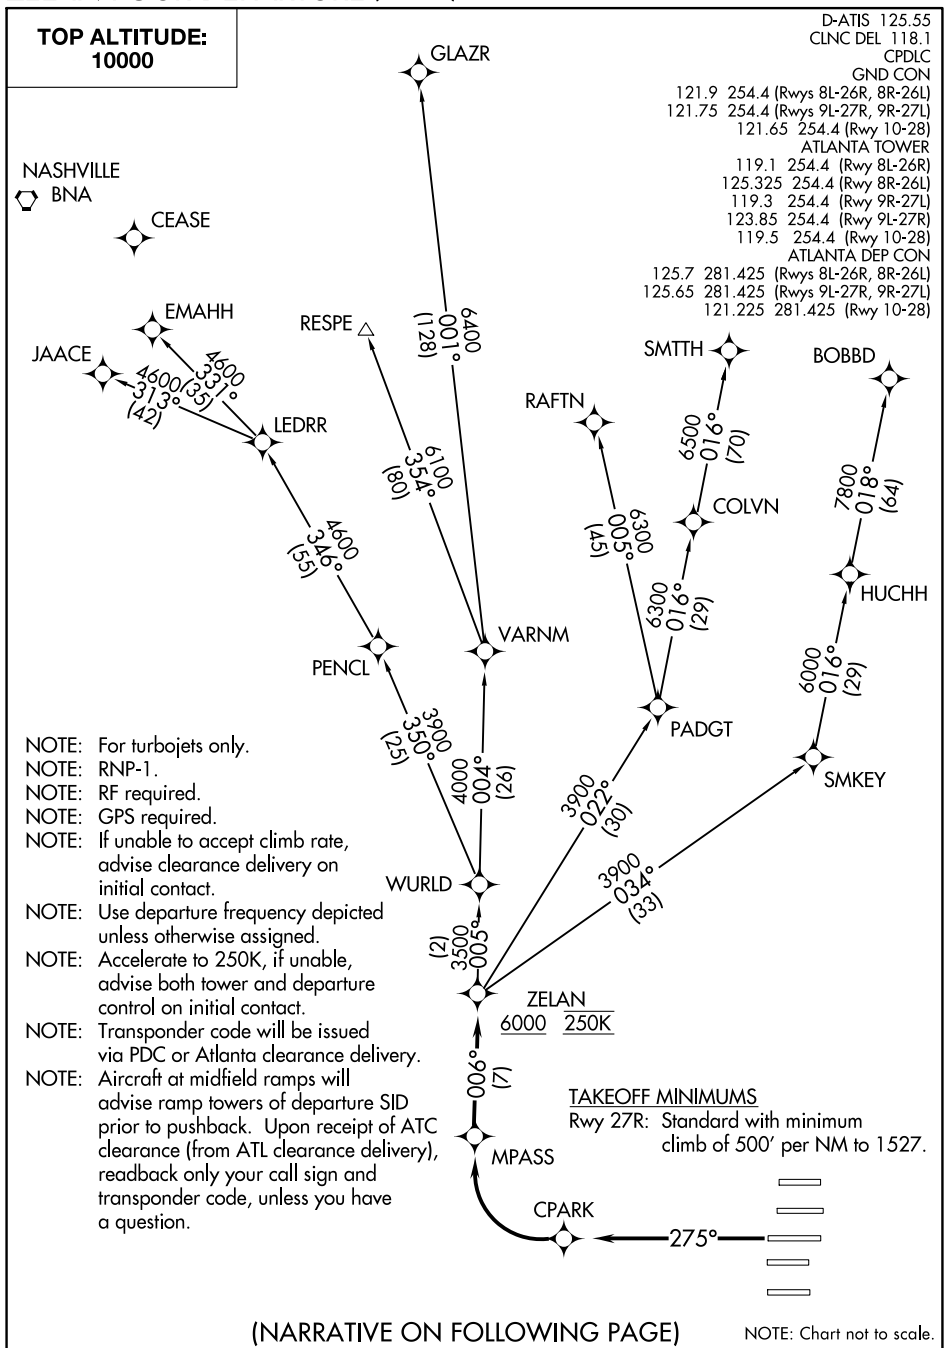 TOP ALTITUDE:
10000
D-ATIS 125.55
CLNC DEL 118.1
CPDLC
GND CON
121.9 254.4 (Rwys 8L-26R, 8R-26L)
121.75 254.4 (Rwys 9L-27R, 9R-27L)
121.65 254.4 (Rwy 10-28)
ATLANTA TOWER
119.1 254.4 (Rwy 8L-26R)
125.325 254.4 (Rwy 8R-26L)
119.3 254.4 (Rwy 9R-27L)
123.85 254.4 (Rwy 9L-27R)
119.5 254.4 (Rwy 10-28)
ATLANTA DEP CON
125.7 281.425 (Rwys 8L-26R, 8R-26L)
125.65 281.425 (Rwys 9L-27R, 9R-27L)
121.225 281.425 (Rwy 10-28)
GLAZR
NASHVILLE
BNA
CEASE
EMAHH
JAACE
4600
331°
(35)
4600
313°
(42)
LEDRR
RESPE
6400
001°
(128)
6100
354°
(80)
SMTTH
BOBBD
RAFTN
6500
016°
(70)
7800
018°
(64)
COLVN
6300
005°
(45)
6300
016°
(29)
HUCHH
6000
016°
(29)
4600
346°
(55)
VARNM
PENCL
PADGT
SMKEY
3900
350°
(25)
4000
004°
(26)
3900
022°
(30)
3900
034°
(33)
WURLD
(2)
3500
005°
ZELAN
6000 250K
006°
(7)
MPASS
CPARK
275°
NOTE: For turbojets only.
NOTE: RNP-1.
NOTE: RF required.
NOTE: GPS required.
NOTE: If unable to accept climb rate,
advise clearance delivery on
initial contact.
NOTE: Use departure frequency depicted
unless otherwise assigned.
NOTE: Accelerate to 250K, if unable,
advise both tower and departure
control on initial contact.
NOTE: Transponder code will be issued
via PDC or Atlanta clearance delivery.
NOTE: Aircraft at midfield ramps will
advise ramp towers of departure SID
prior to pushback. Upon receipt of ATC
clearance (from ATL clearance delivery),
readback only your call sign and
transponder code, unless you have
a question.
TAKEOFF MINIMUMS
Rwy 27R: Standard with minimum
climb of 500' per NM to 1527.
(NARRATIVE ON FOLLOWING PAGE)
NOTE: Chart not to scale.